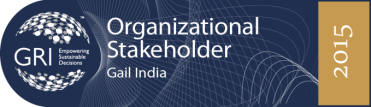 GRI
Empowering
Sustainable
Decisions
Organizational
Stakeholder
Gail India
2015